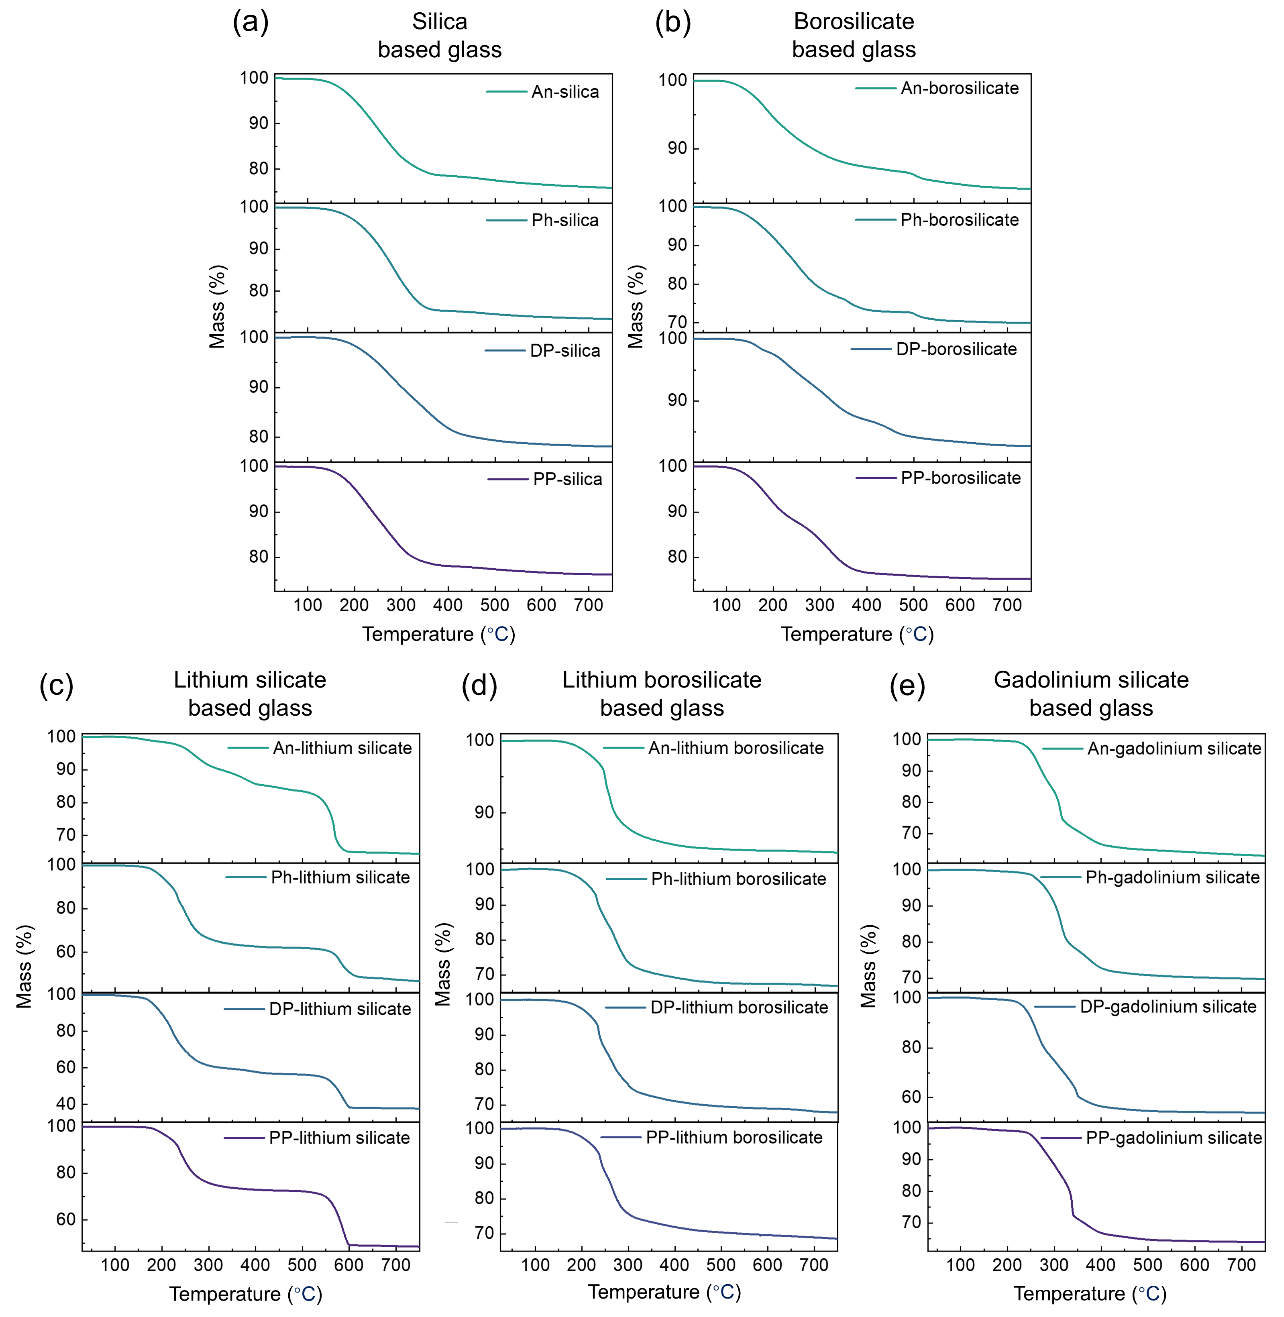 (a)
Silica
based glass
(b)
Borosilicate
based glass
Mass (%)
100
90
80
An-silica
100
90
80
Ph-silica
100
90
80
DP-silica
100
90
80
PP-silica
100 200 300 400 500 600 700
Temperature (°C)
Mass (%)
100
90
An-borosilicate
100
90
80
70
Ph-borosilicate
100
90
DP-borosilicate
100
90
80
PP-borosilicate
100 200 300 400 500 600 700
Temperature (°C)
(c)
Lithium silicate
based glass
(d)
Lithium borosilicate
based glass
(e)
Gadolinium silicate
based glass
Mass (%)
100
90
80
70
An-lithium silicate
100
80
60
Ph-lithium silicate
100
80
60
40
DP-lithium silicate
100
80
60
PP-lithium silicate
100 200 300 400 500 600 700
Temperature (°C)
Mass (%)
100
90
An-lithium borosilicate
100
90
80
70
Ph-lithium borosilicate
100
90
80
70
DP-lithium borosilicate
100
90
80
70
PP-lithium borosilicate
100 200 300 400 500 600 700
Temperature (°C)
Mass (%)
100
90
80
70
An-gadolinium silicate
100
90
80
70
Ph-gadolinium silicate
100
80
60
DP-gadolinium silicate
100
90
80
70
PP-gadolinium silicate
100 200 300 400 500 600 700
Temperature (°C)